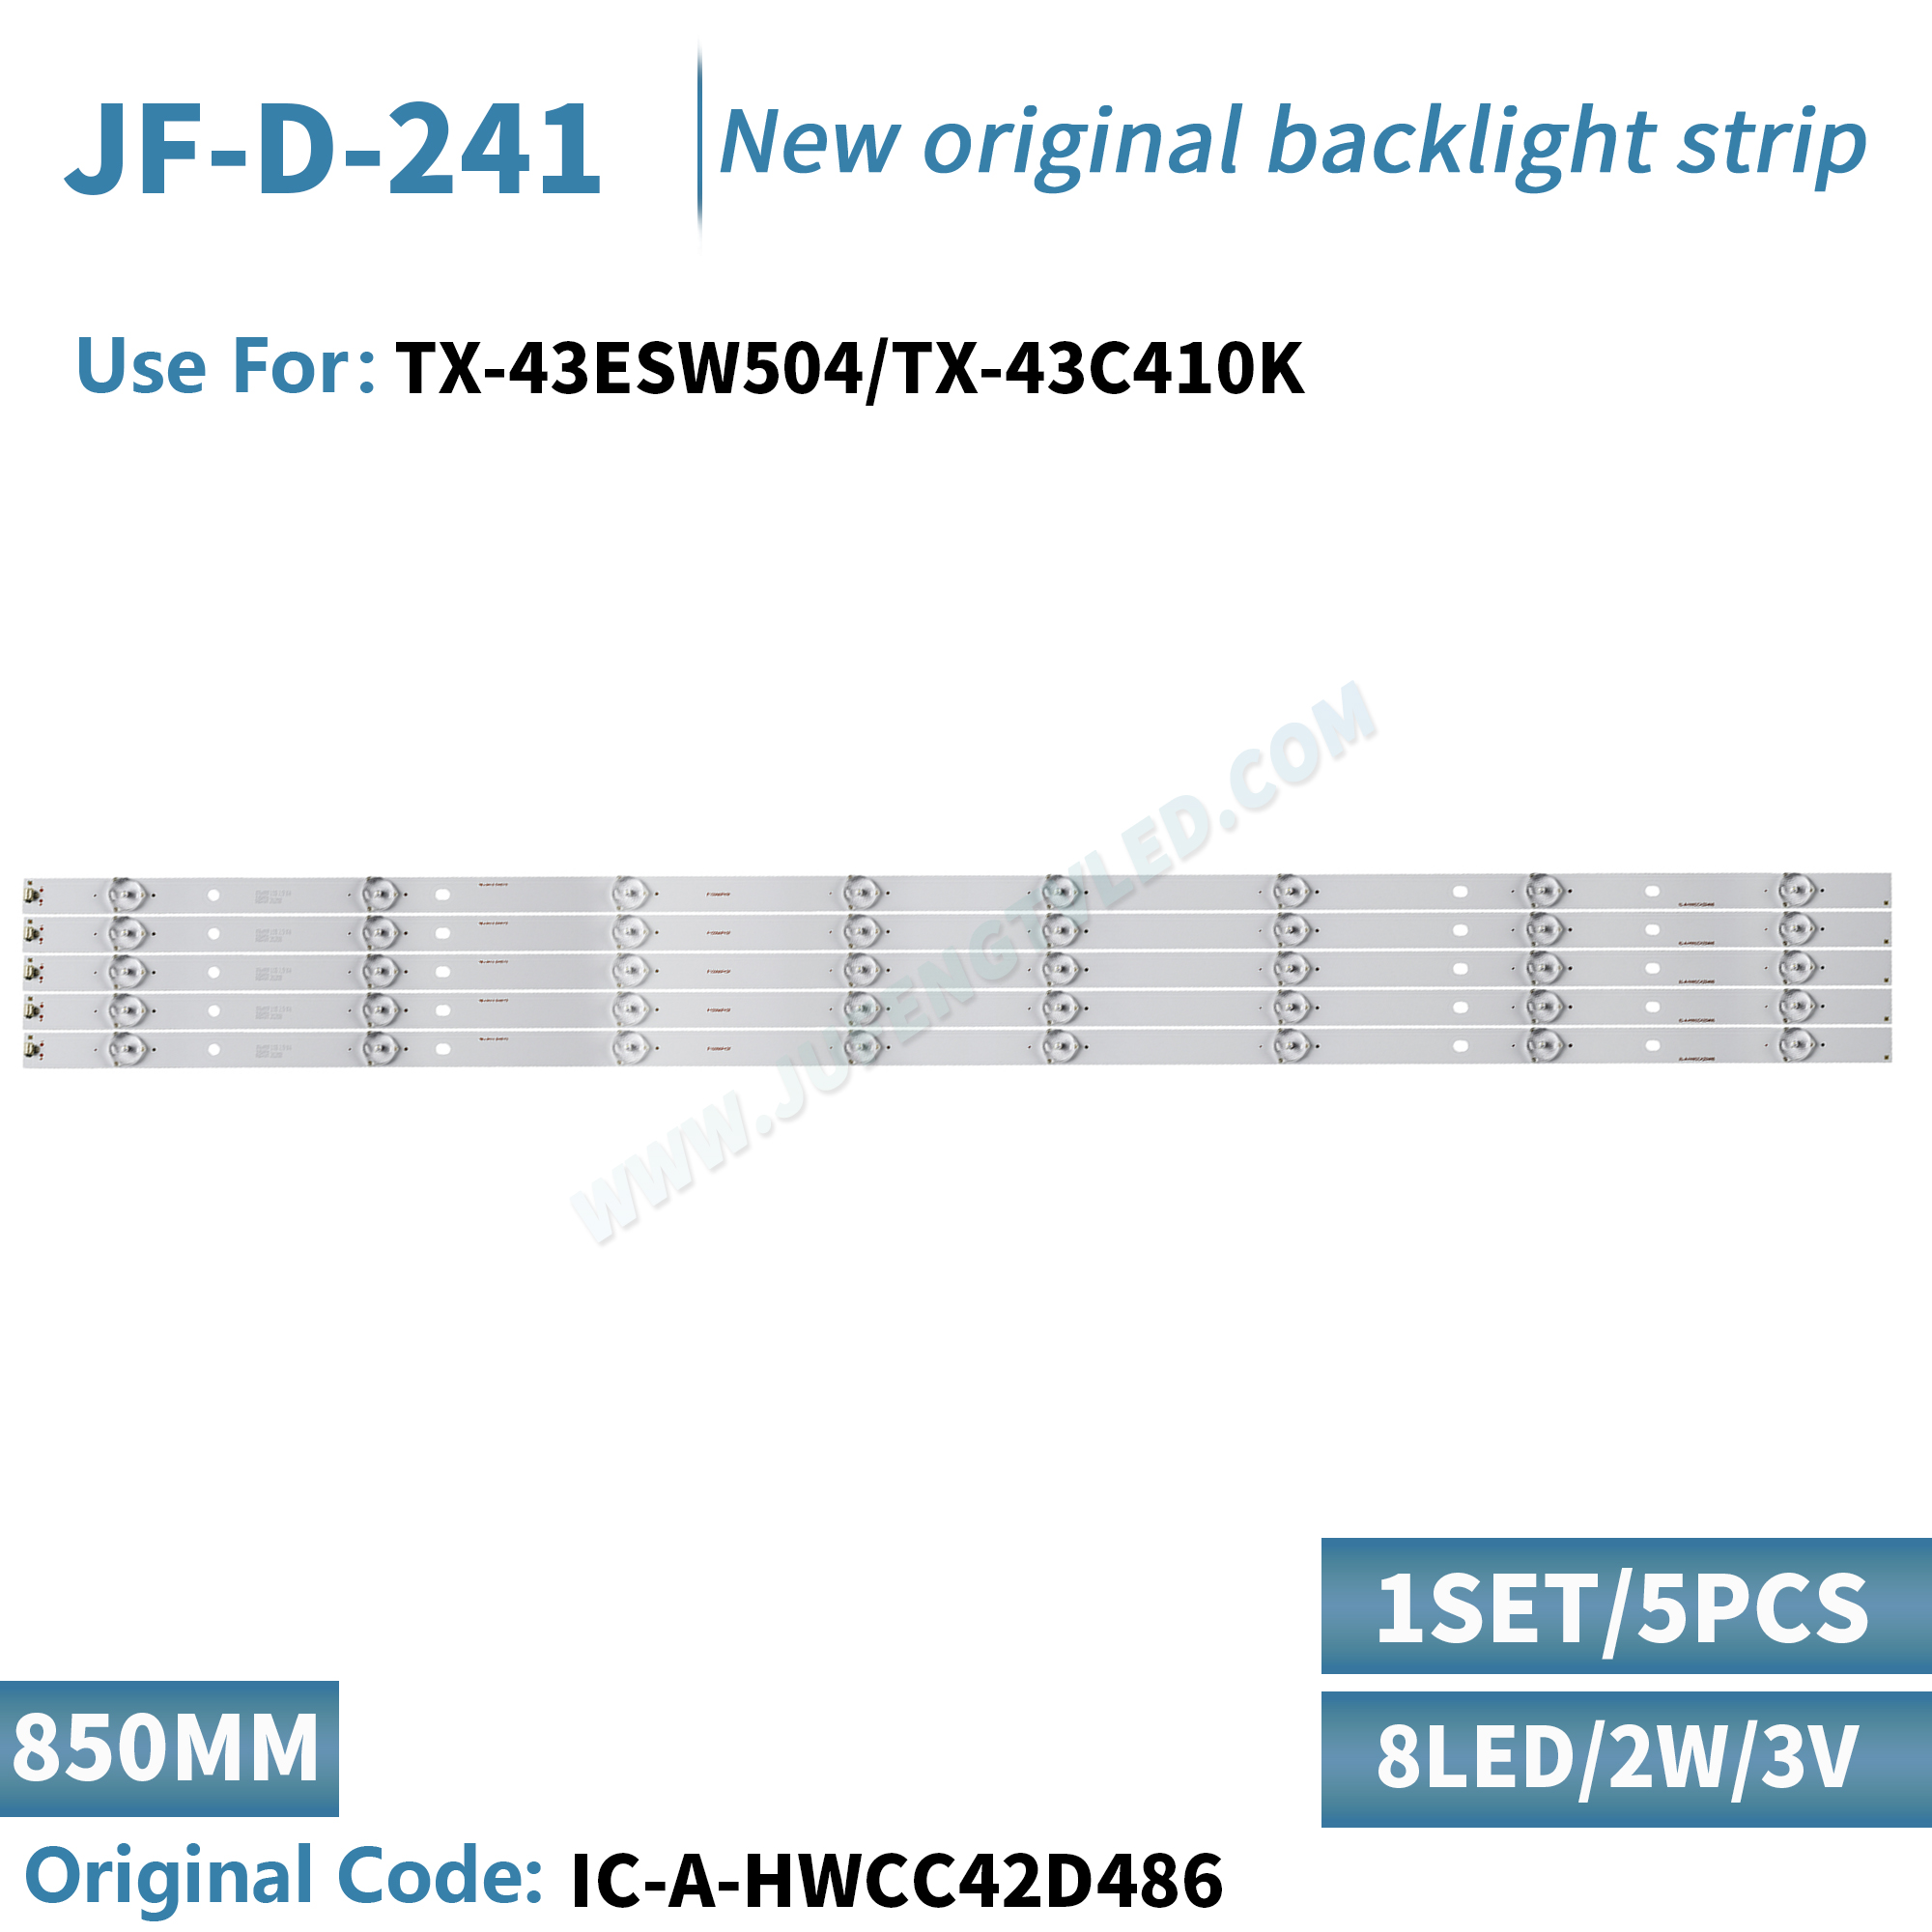 JF-D-241
New original backlight strip
Use For: TX-43ESW504/TX-43C410K
WWW.JUFENGTVLED.COM
1SET/5PCS
850MM
8LED/2W/3V
Original Code: IC-A-HWCC42D486